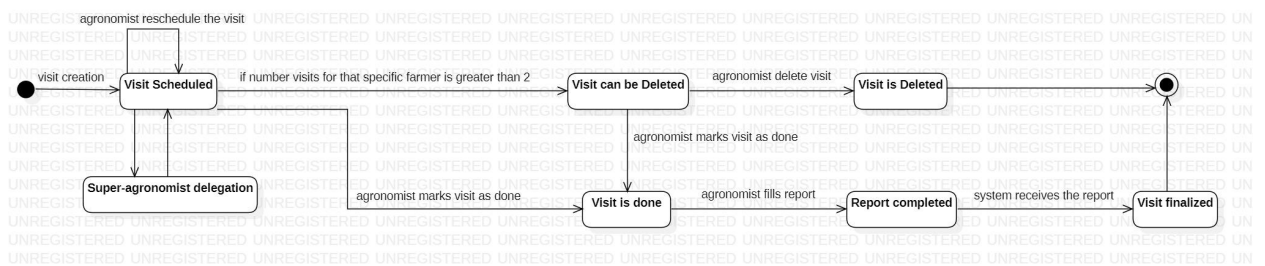 agronomist reschedule the visit
visit creation
Visit Scheduled
if number visits for that specific farmer is greater than 2
Visit can be Deleted
agronomist delete visit
Visit is Deleted
agronomist marks visit as done
Super-agronomist delegation
agronomist marks visit as done
Visit is done
agronomist fills report
Report completed
system receives the report
Visit finalized
UNREGISTERED